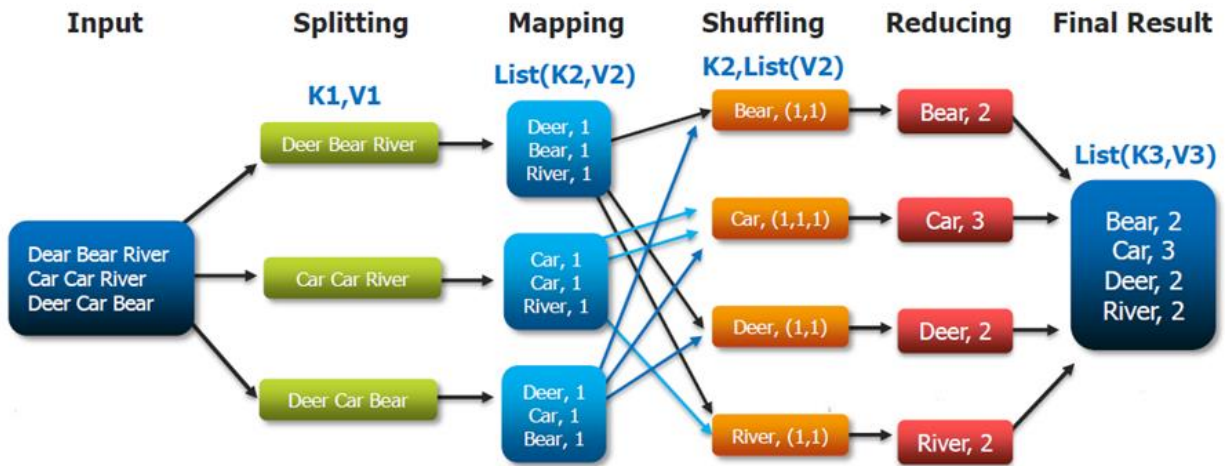 Input
Splitting
Mapping
Shuffling
Reducing
Final Result
K1,V1
List(K2,V2)
K2,List(V2)
List(K3,V3)
Dear Bear River
Car Car River
Deer Car Bear
Deer Bear River
Car Car River
Deer Car Bear
Deer, 1
Bear, 1
River, 1
Car, 1
Car, 1
River, 1
Deer, 1
Car, 1
Bear, 1
Bear, (1,1)
Car, (1,1,1)
Deer, (1,1)
River, (1,1)
Bear, 2
Car, 3
Deer, 2
River, 2
Bear, 2
Car, 3
Deer, 2
River, 2